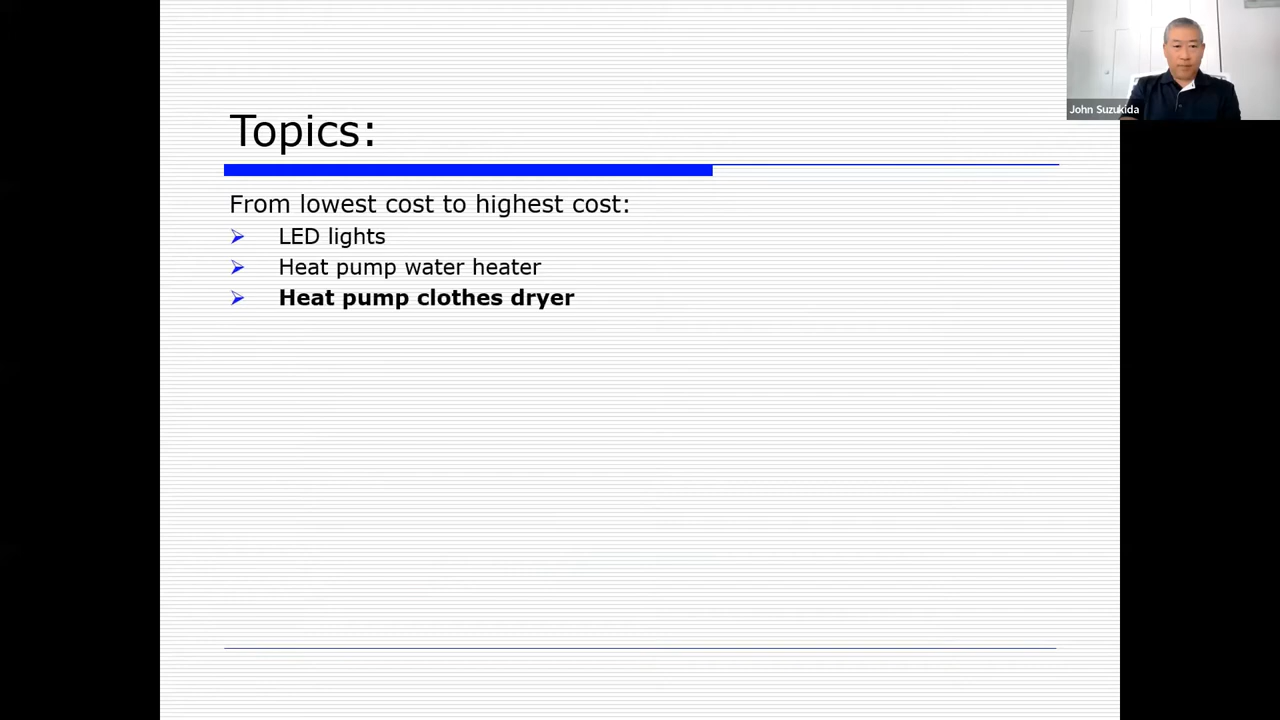 John Suzukida
Topics:
From lowest cost to highest cost:
LED lights
Heat pump water heater
Heat pump clothes dryer